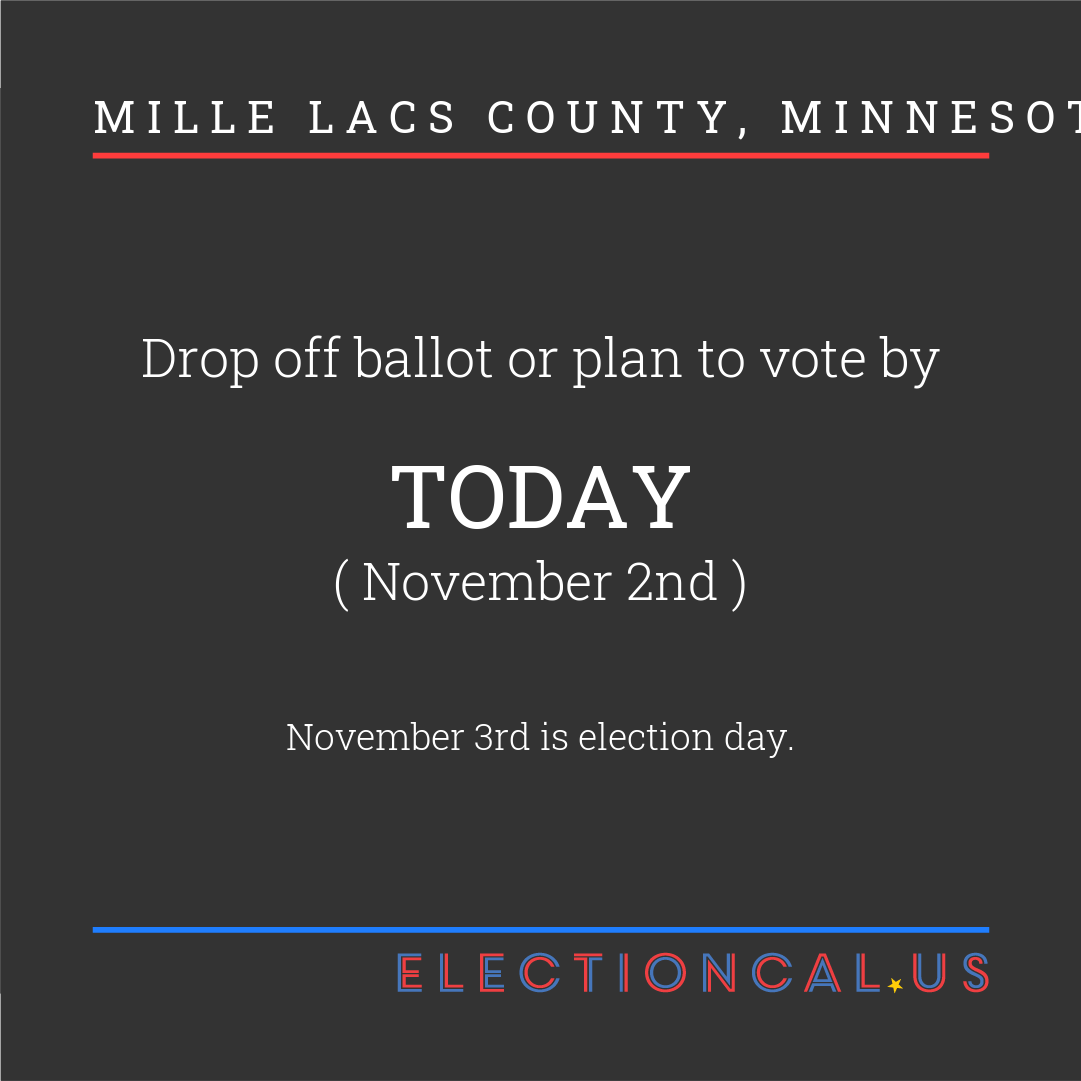 MILLE LACS COUNTY, MINNESOT
Drop off ballot or plan to vote by
TODAY
( November 2nd )
November 3rd is election day.
ELECTIONCAL.US